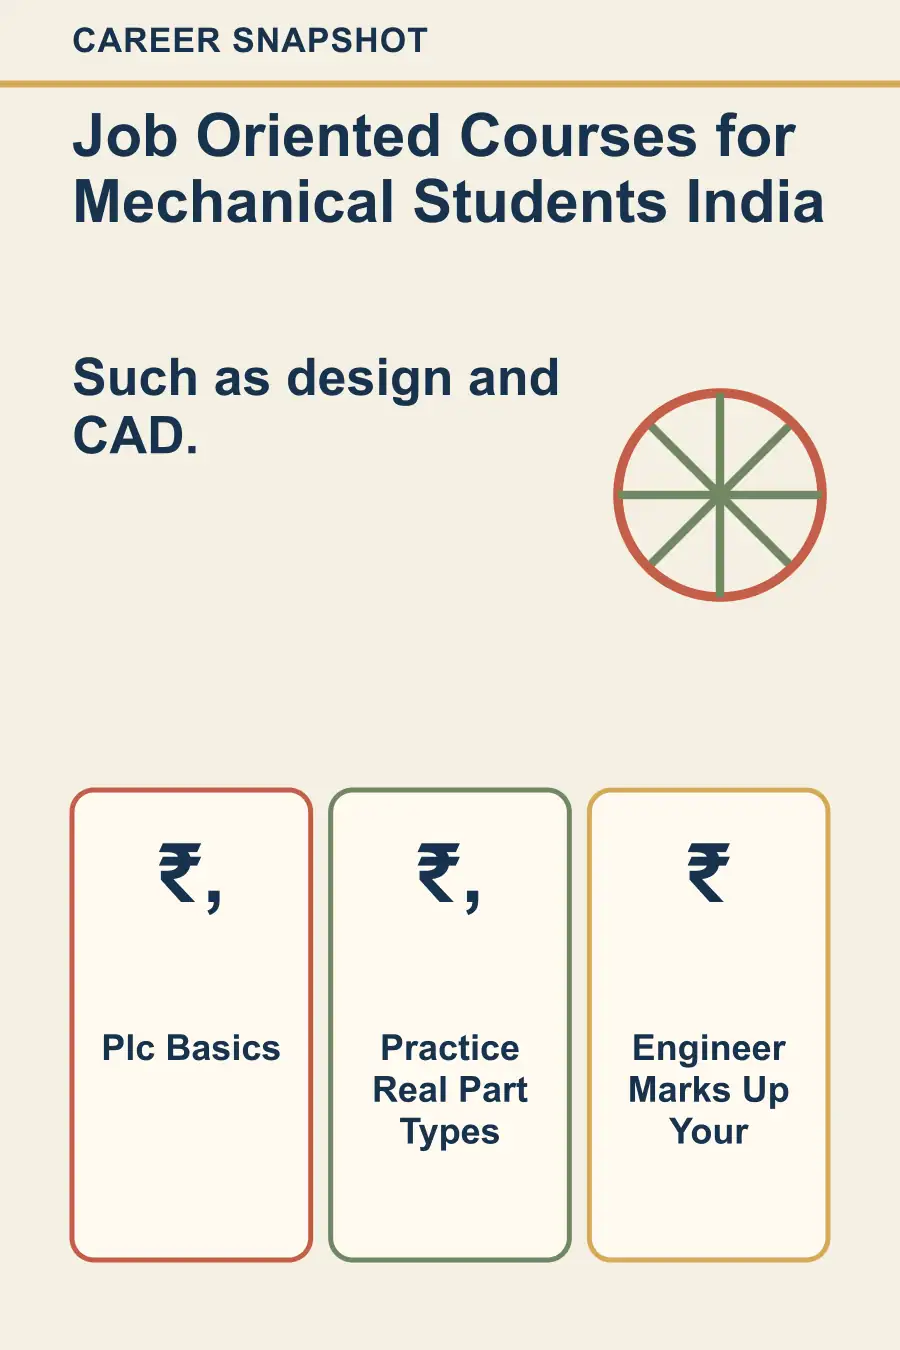 CAREER SNAPSHOT
Job Oriented Courses for
Mechanical Students India
Such as design and
CAD.
₹,
Plc Basics
₹,
Practice
Real Part
Types
₹
Engineer
Marks Up
Your